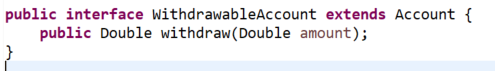 public interface WithdrawableAccount extends Account {
    public Double withdraw(Double amount);
}